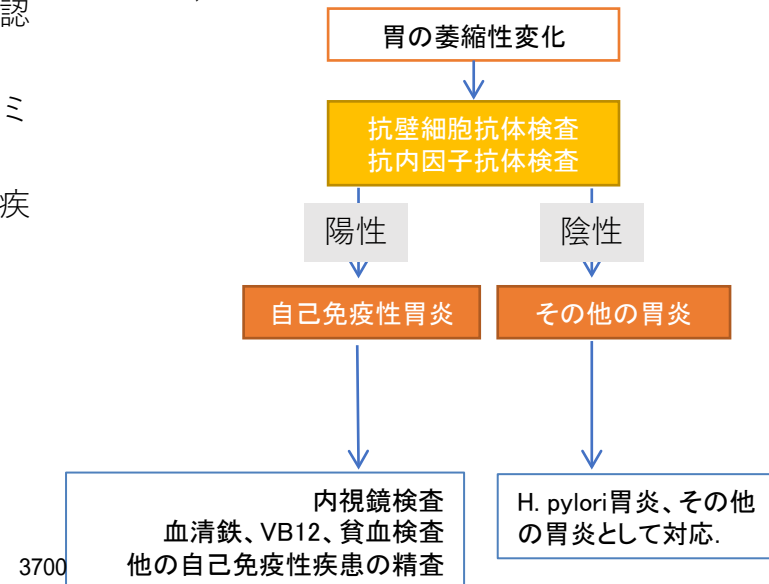 認
ミ
疾
胃の萎縮性変化
抗壁細胞抗体検査
抗内因子抗体検査
陽性
陰性
自己免疫性胃炎
その他の胃炎
内視鏡検査
血清鉄、VB12、貧血検査
他の自己免疫性疾患の精査
H. pylori胃炎、その他
の胃炎として対応.
3700